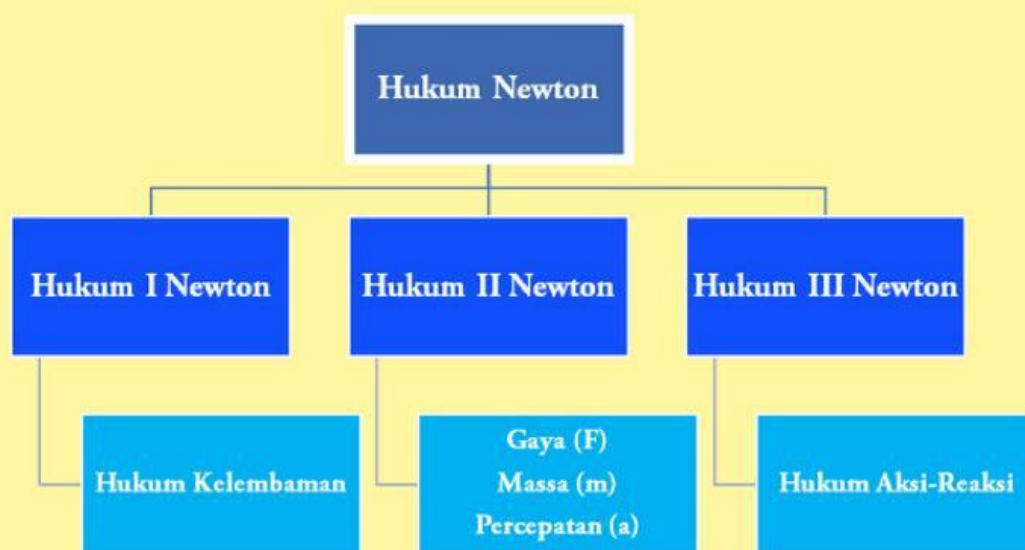 Hukum Newton
Hukum I Newton
Hukum II Newton
Hukum III Newton
Hukum Kelembaman
Gaya (F)
Massa (m)
Percepatan (a)
Hukum Aksi-Reaksi